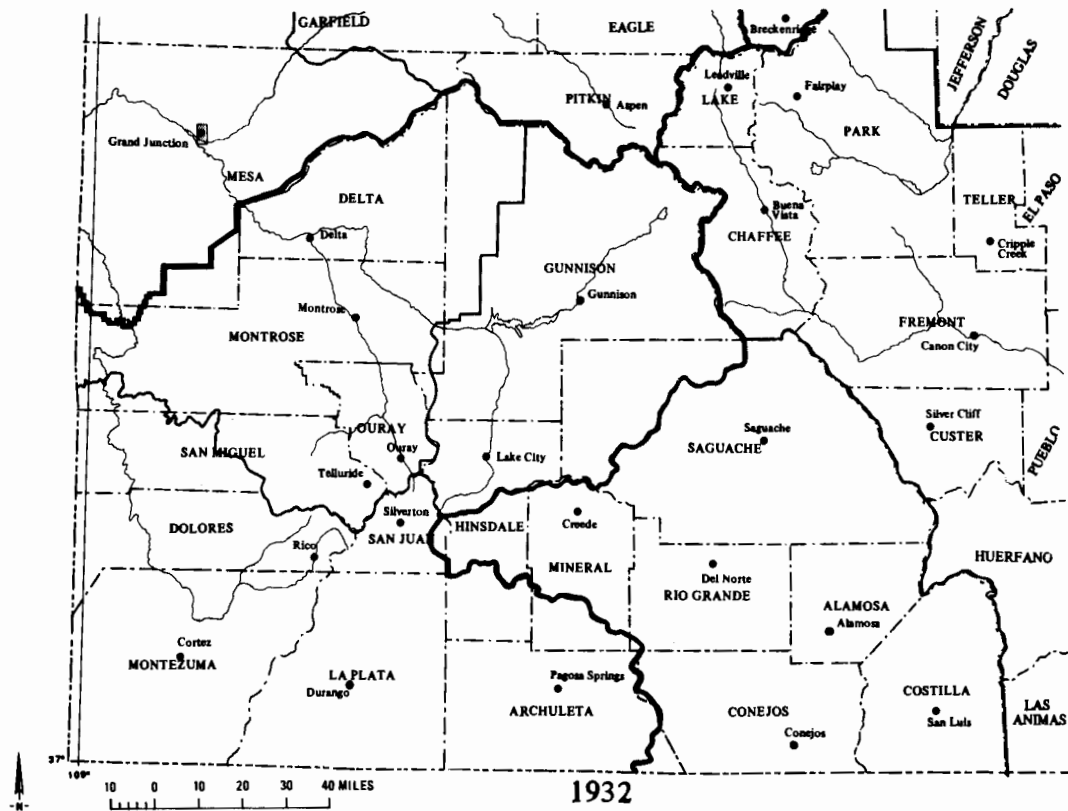 GARFIELD
EAGLE
Breckenridge
JEFFERSON
DOUGLAS
Leadville
LAKE
Fairplay
PITKIN
Aspen
PARK
Grand Junction
MESA
DELTA
TELLER
EL PASO
Delta
Buena
Vista
CHAFFEE
Cripple
Creek
GUNNISON
Gunnison
Montrose
MONTROSE
FREMONT
Canon City
OURAY
Ouray
Silver Cliff
CUSTER
Saguache
SAGUACHE
PUEBLO
SAN MIGUEL
Telluride
Lake City
DOLORES
Silverton
SAN JUAN
HINSDALE
Creede
Rico
MINERAL
HUERFANO
Del Norte
RIO GRANDE
ALAMOSA
Alamosa
Cortez
MONTEZUMA
LA PLATA
Durango
Pagosa Springs
ARCHULETA
CONEJOS
Conejos
COSTILLA
San Luis
LAS
ANIMAS
37°
109°
-N-
10 0 10 20 30 40 MILES
1932